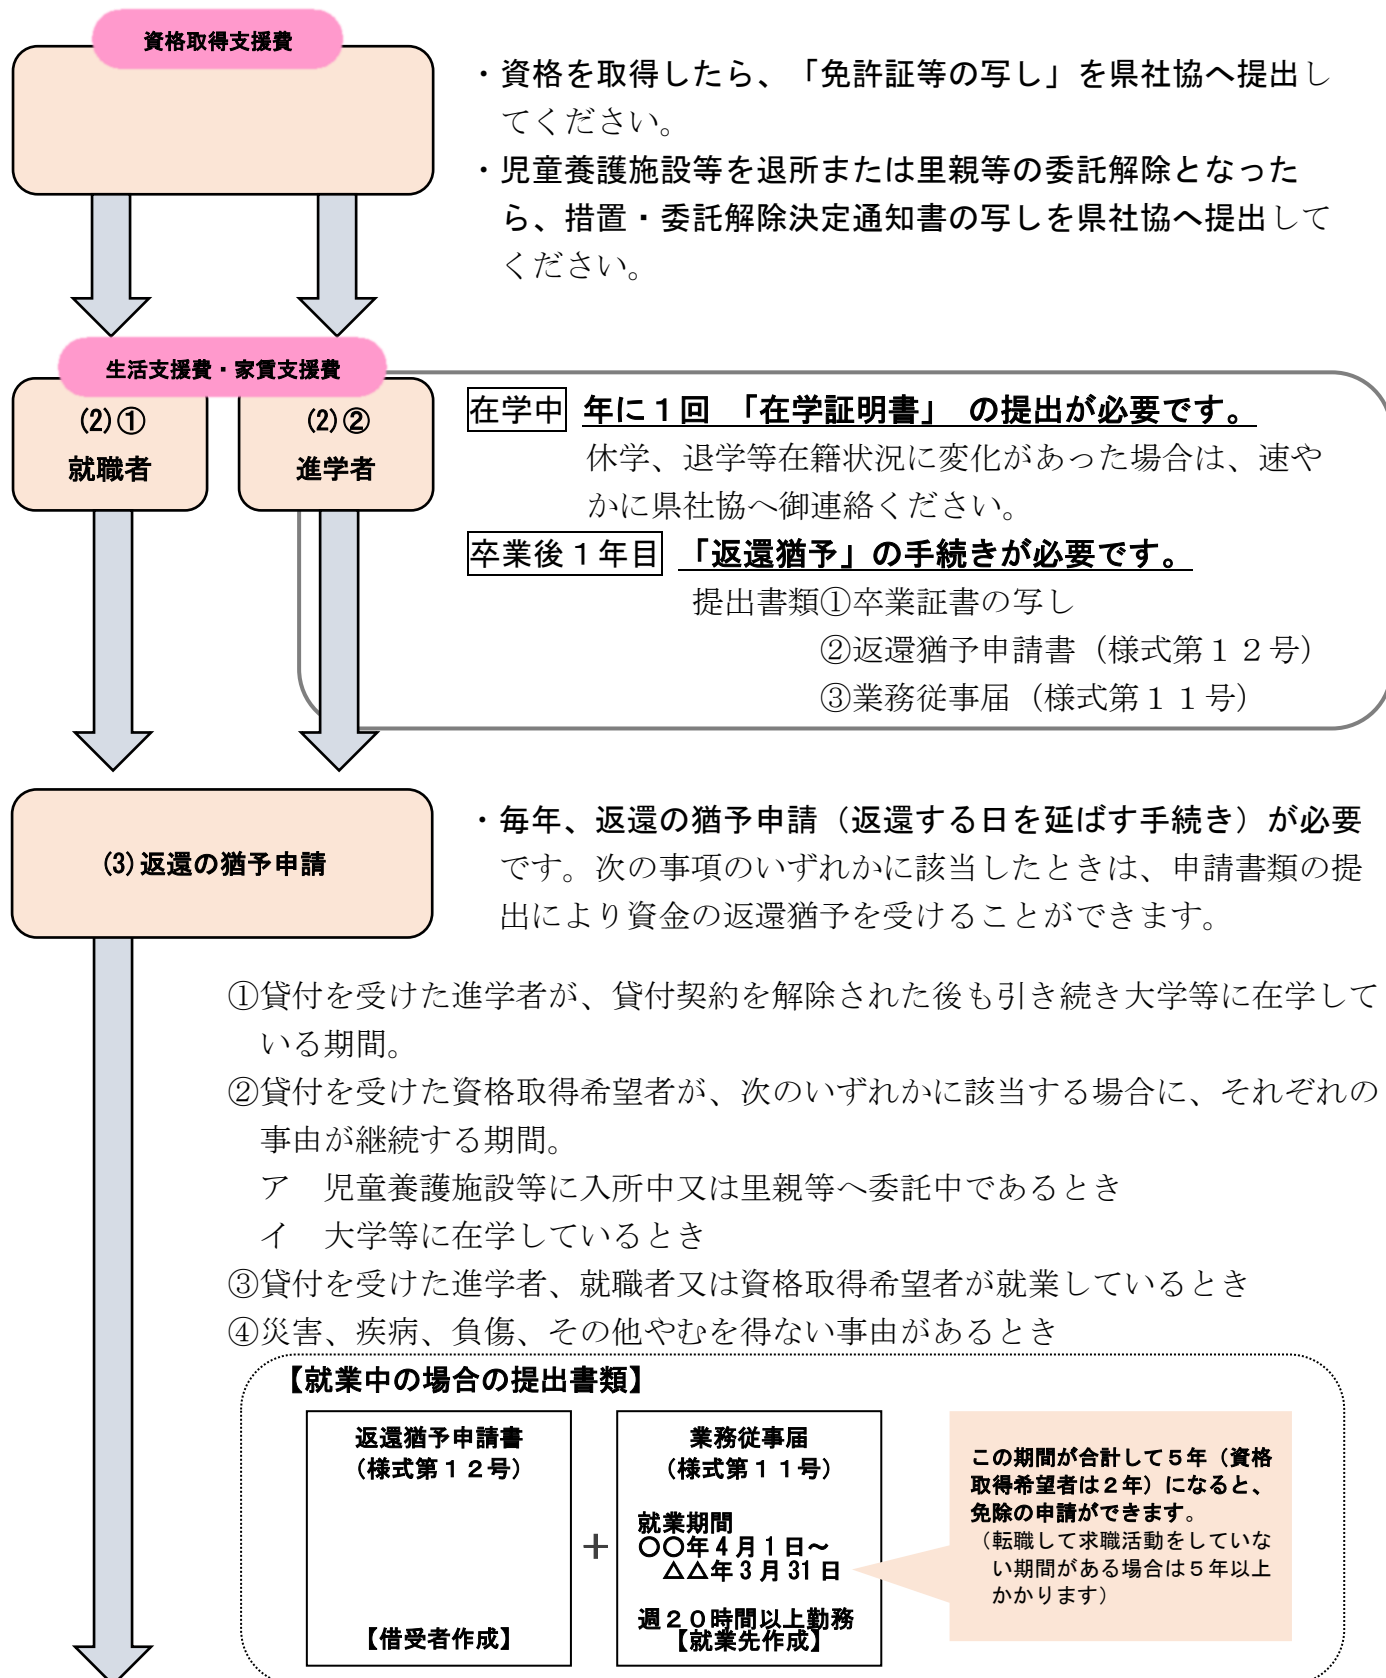 資格取得支援費
・資格を取得したら、「免許証等の写し」を県社協へ提出し
てください。
・児童養護施設等を退所または里親等の委託解除となった
ら、措置・委託解除決定通知書の写しを県社協へ提出して
ください。
生活支援費・家賃支援費
(2)①
就職者
(2)②
進学者
在学中 年に１回 「在学証明書」 の提出が必要です。
休学、退学等在籍状況に変化があった場合は、速や
かに県社協へ御連絡ください。
卒業後１年目 「返還猶予」の手続きが必要です。
提出書類①卒業証書の写し
②返還猶予申請書（様式第１２号）
③業務従事届（様式第１１号）
(3)返還の猶予申請
・毎年、返還の猶予申請（返還する日を延ばす手続き）が必要
です。次の事項のいずれかに該当したときは、申請書類の提
出により資金の返還猶予を受けることができます。
①貸付を受けた進学者が、貸付契約を解除された後も引き続き大学等に在学して
いる期間。
②貸付を受けた資格取得希望者が、次のいずれかに該当する場合に、それぞれの
事由が継続する期間。
ア　児童養護施設等に入所中又は里親等へ委託中であるとき
イ　大学等に在学しているとき
③貸付を受けた進学者、就職者又は資格取得希望者が就業しているとき
④災害、疾病、負傷、その他やむを得ない事由があるとき
【就業中の場合の提出書類】
返還猶予申請書
（様式第１２号）
【借受者作成】
＋
業務従事届
（様式第１１号）
就業期間
〇〇年４月１日～
△△年３月31日
週２０時間以上勤務
【就業先作成】
この期間が合計して５年（資格
取得希望者は２年）になると、
免除の申請ができます。
（転職して求職活動をしていな
い期間がある場合は５年以上
かかります）